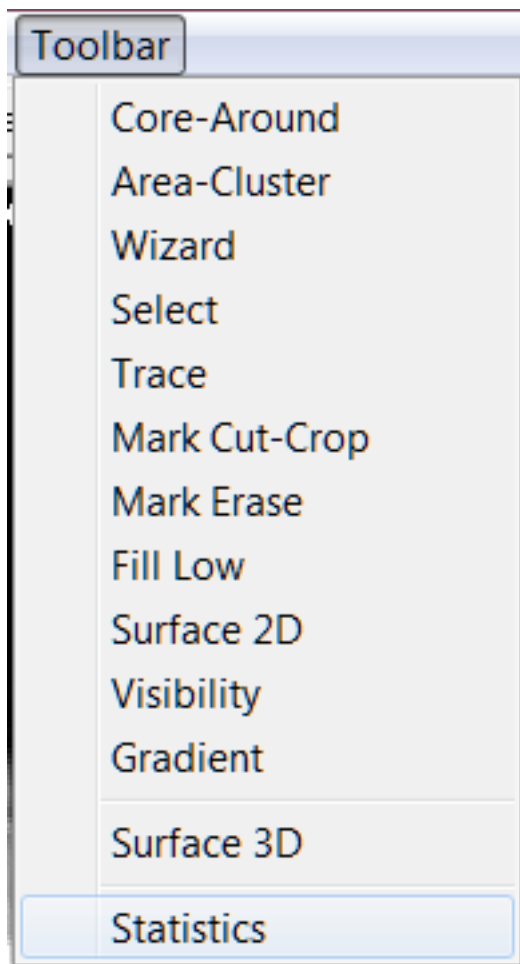 Toolbar
Core-Around
Area-Cluster
Wizard
Select
Trace
Mark Cut-Crop
Mark Erase
Fill Low
Surface 2D
Visibility
Gradient
Surface 3D
Statistics